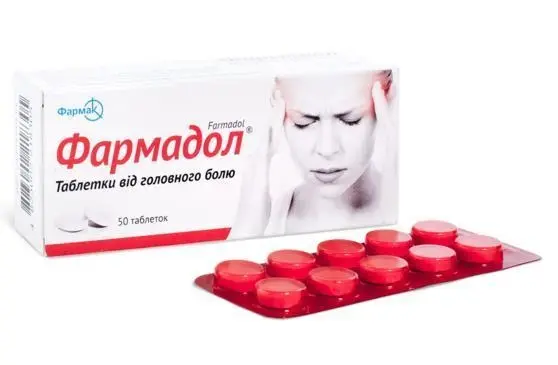 Фармак
Farmadol
Фармадол®
Таблетки від головного болю
50 таблеток